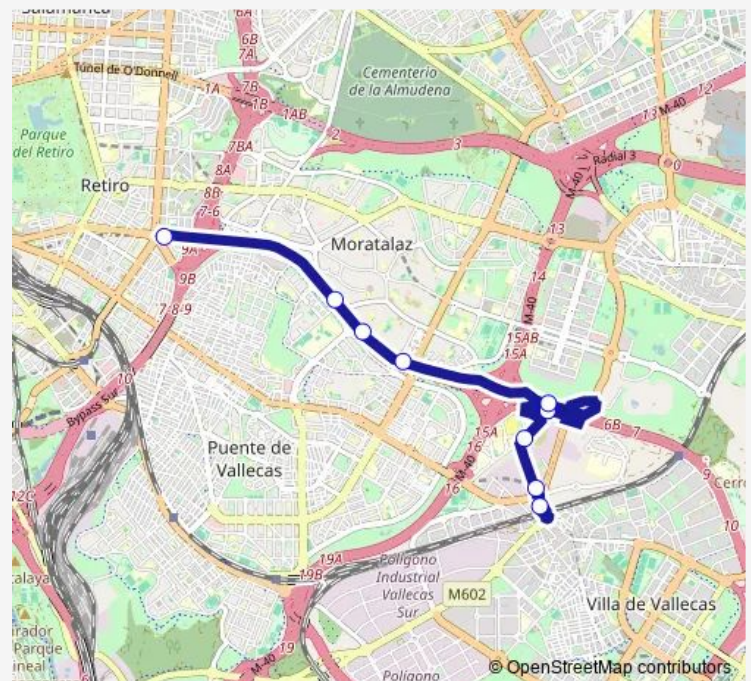 Salamanca
6A
6B
7A
Túnel de O'Donnell
1A
7B
1B
1AB
2
Cementerio
de la Almudena
3
12
M-40
13
Radial 3
0
M-40
Parque
del Retiro
7BA
8A
8B
7-6
Retiro
9A
9B
7-8-9
Moratalaz
13
14
M-40
15AB
15A
10
Bypass Sur
6B
7
15A
16
M-40
16
9
10
Cerro
Puente de
Vallecas
12C
19A
19B
19
M-40
Polígono
Industrial
Vallecas
Sur
M602
Villa de Vallecas
Polígono
© OpenStreetMap contributors